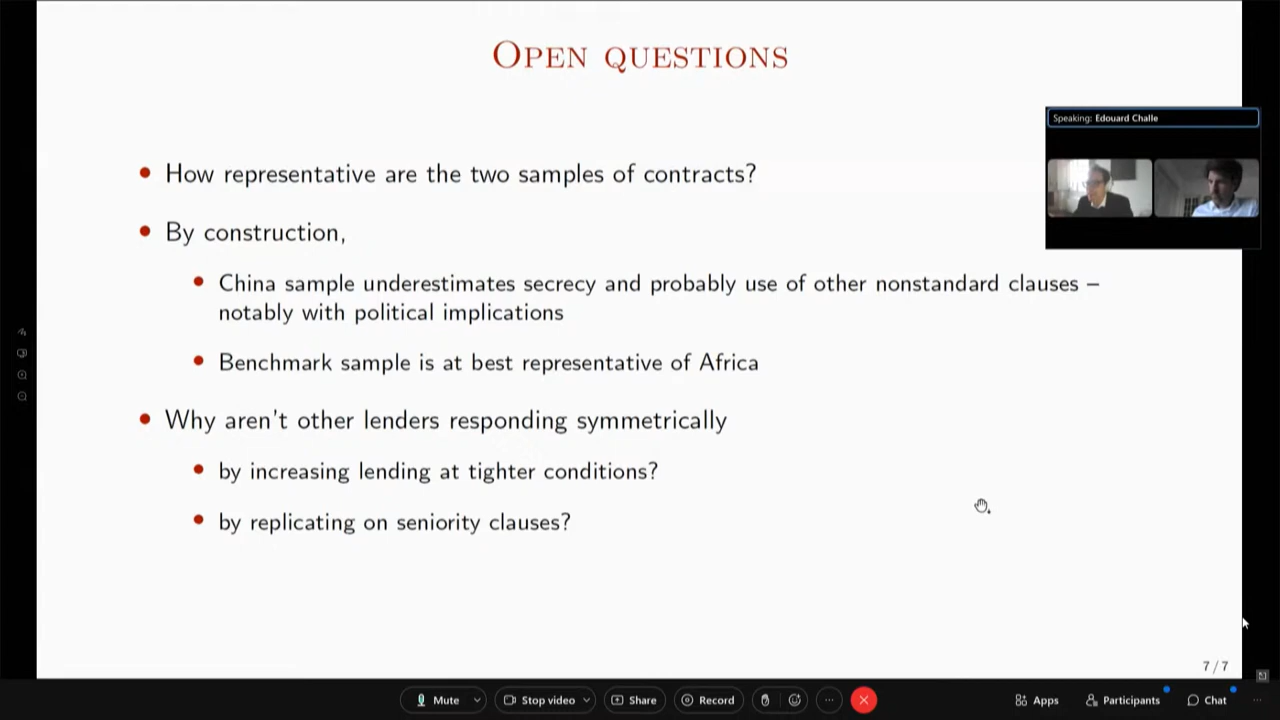 OPEN QUESTIONS
Speaking: Edouard Challe
How representative are the two samples of contracts?
By construction,
China sample underestimates secrecy and probably use of other nonstandard clauses –
notably with political implications
Benchmark sample is at best representative of Africa
Why aren't other lenders responding symmetrically
by increasing lending at tighter conditions?
by replicating on seniority clauses?
7 / 7
Mute
Stop video
Share
Record
Apps
Participants
Chat